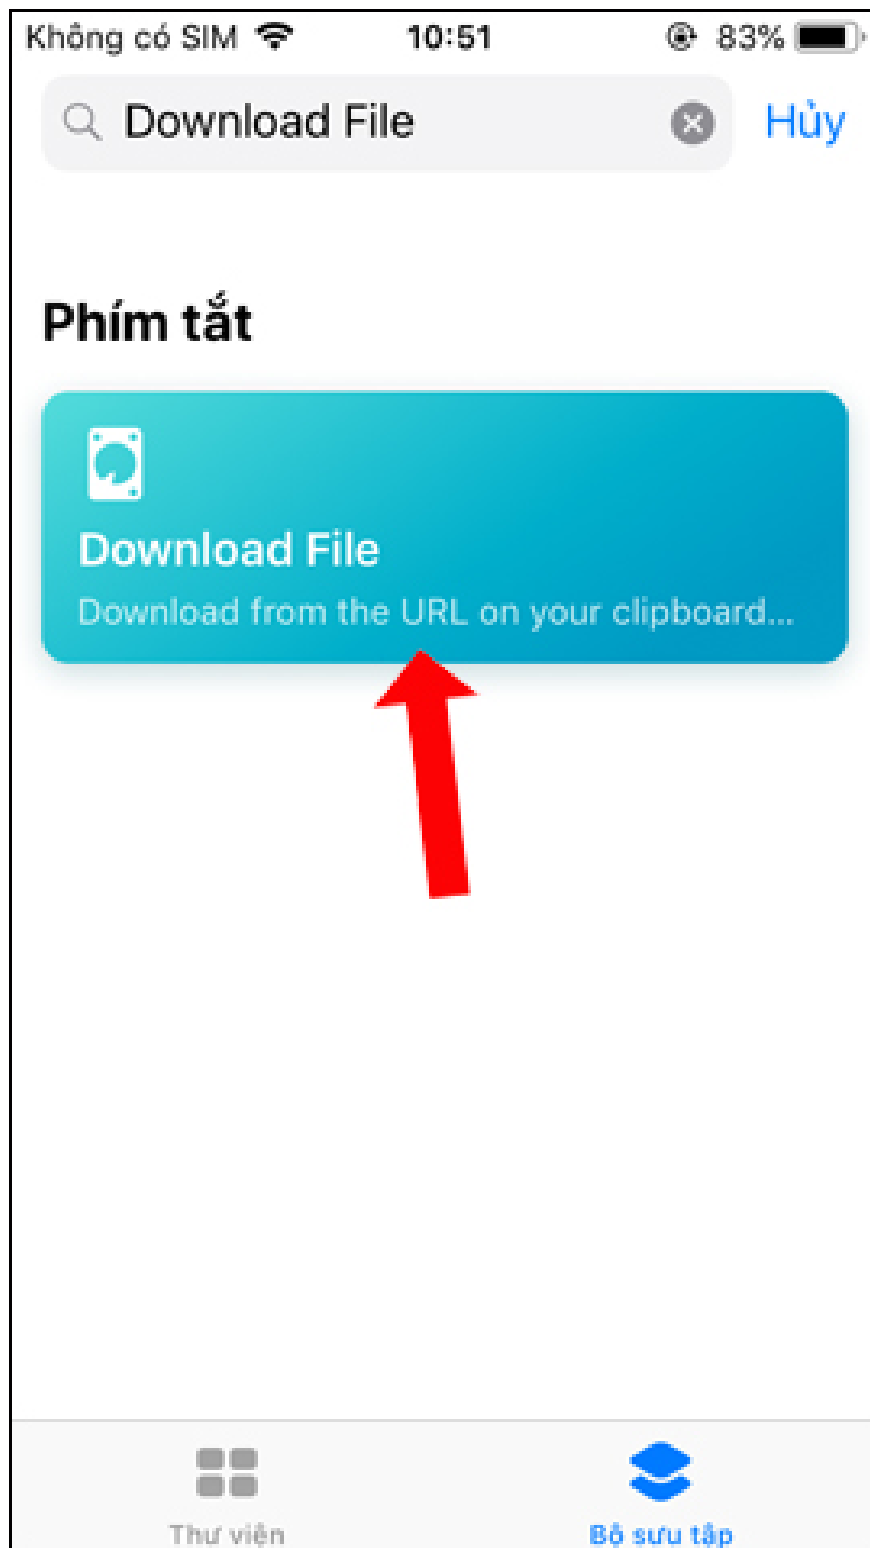 Không có SIM 10:51 83%
Download File Hủy
Phím tắt
Download File
Download from the URL on your clipboard...
Thư viện Bộ sưu tập